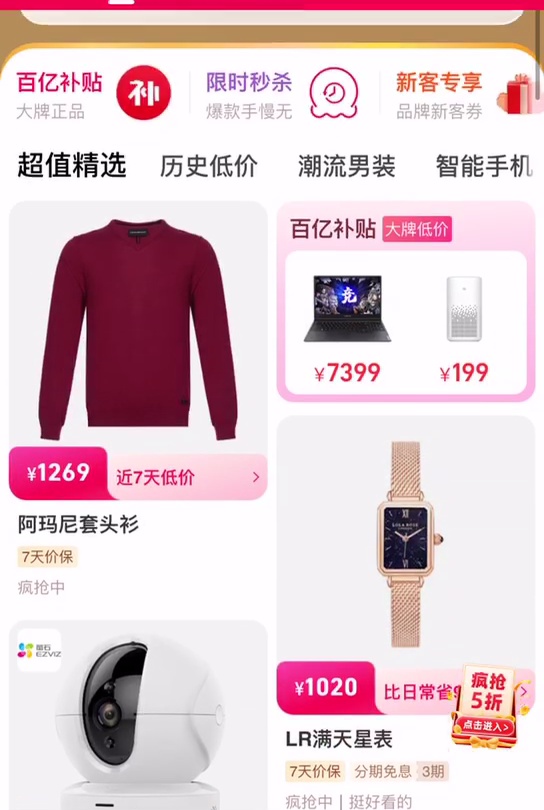 百亿补贴
大牌正品
补
限时秒杀
爆款手慢无
新客专享
品牌新客券
超值精选
历史低价
潮流男装
智能手机
¥1269
近7天低价
阿玛尼套头衫
7天价保
疯抢中
萤石
EZVIZ
百亿补贴
大牌低价
竞
¥7399
¥199
LOLA ROSE
¥1020
比日常省
疯抢
5折
点击进入>
LR满天星表
7天价保
分期免息
3期
疯抢中｜挺好看的